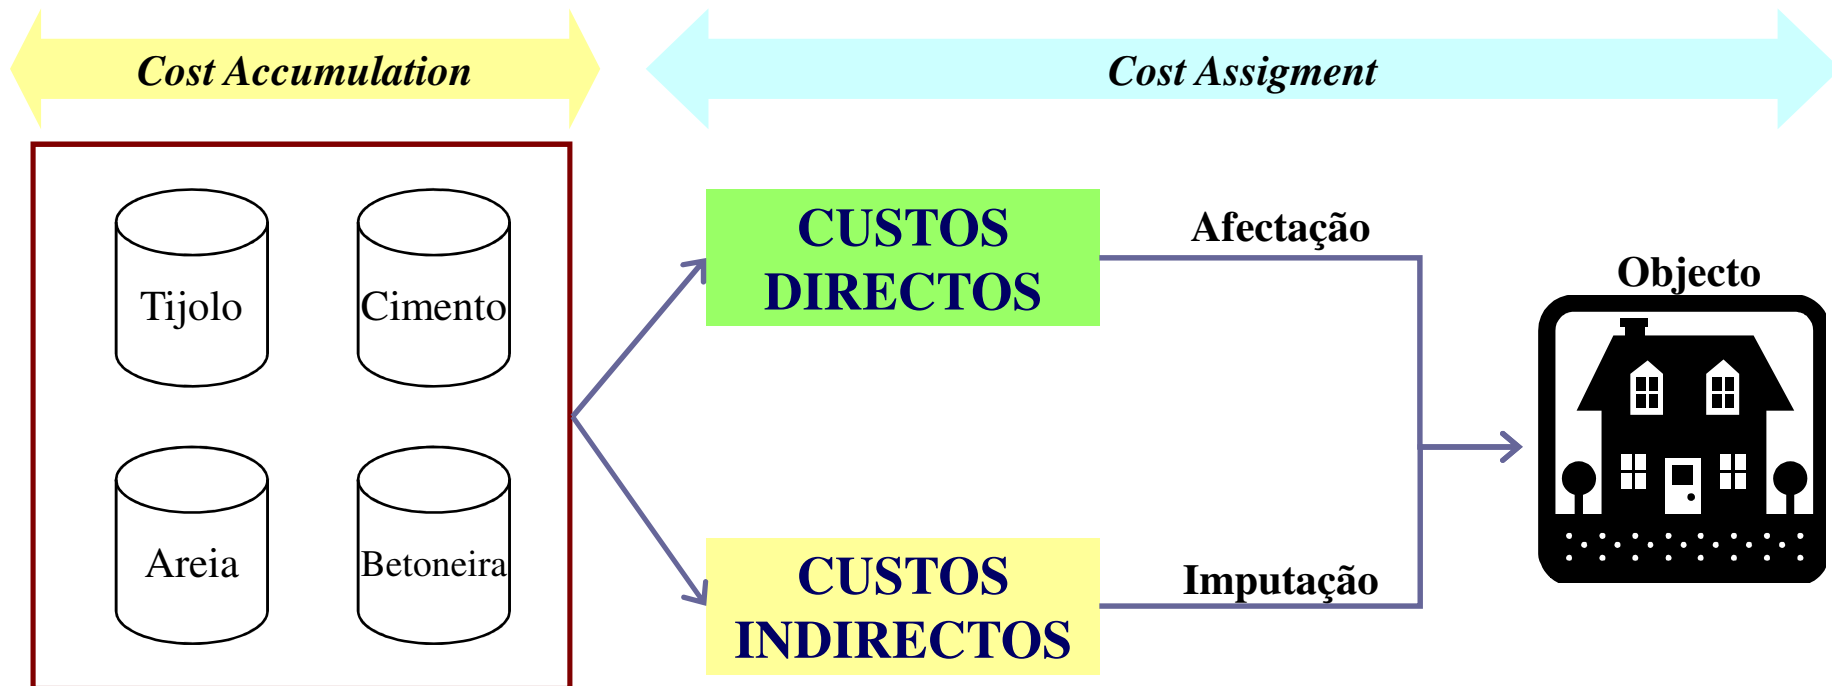 Cost Accumulation
Cost Assigment
Tijolo
Cimento
Areia
Betoneira
CUSTOS
DIRECTOS
Afectação
CUSTOS
INDIRECTOS
Imputação
Objecto